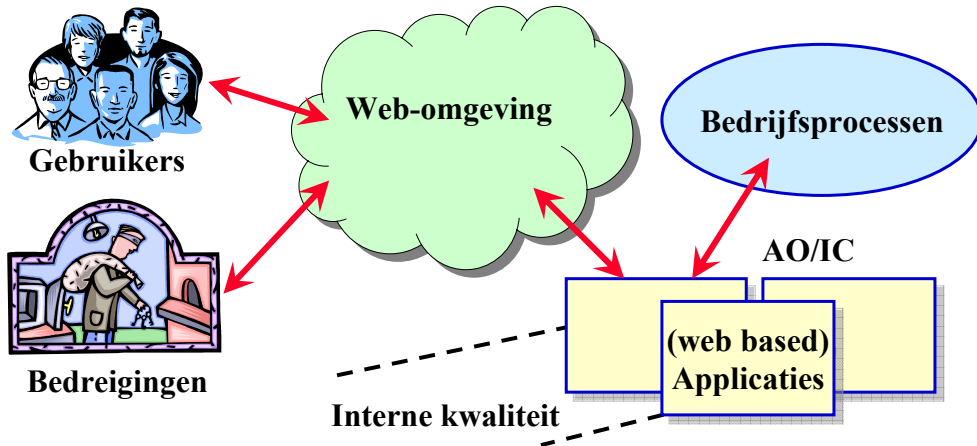 Web-omgeving
Bedrijfsprocessen
Gebruikers
AO/IC
(web based)
Applicaties
Bedreigingen
Interne kwaliteit